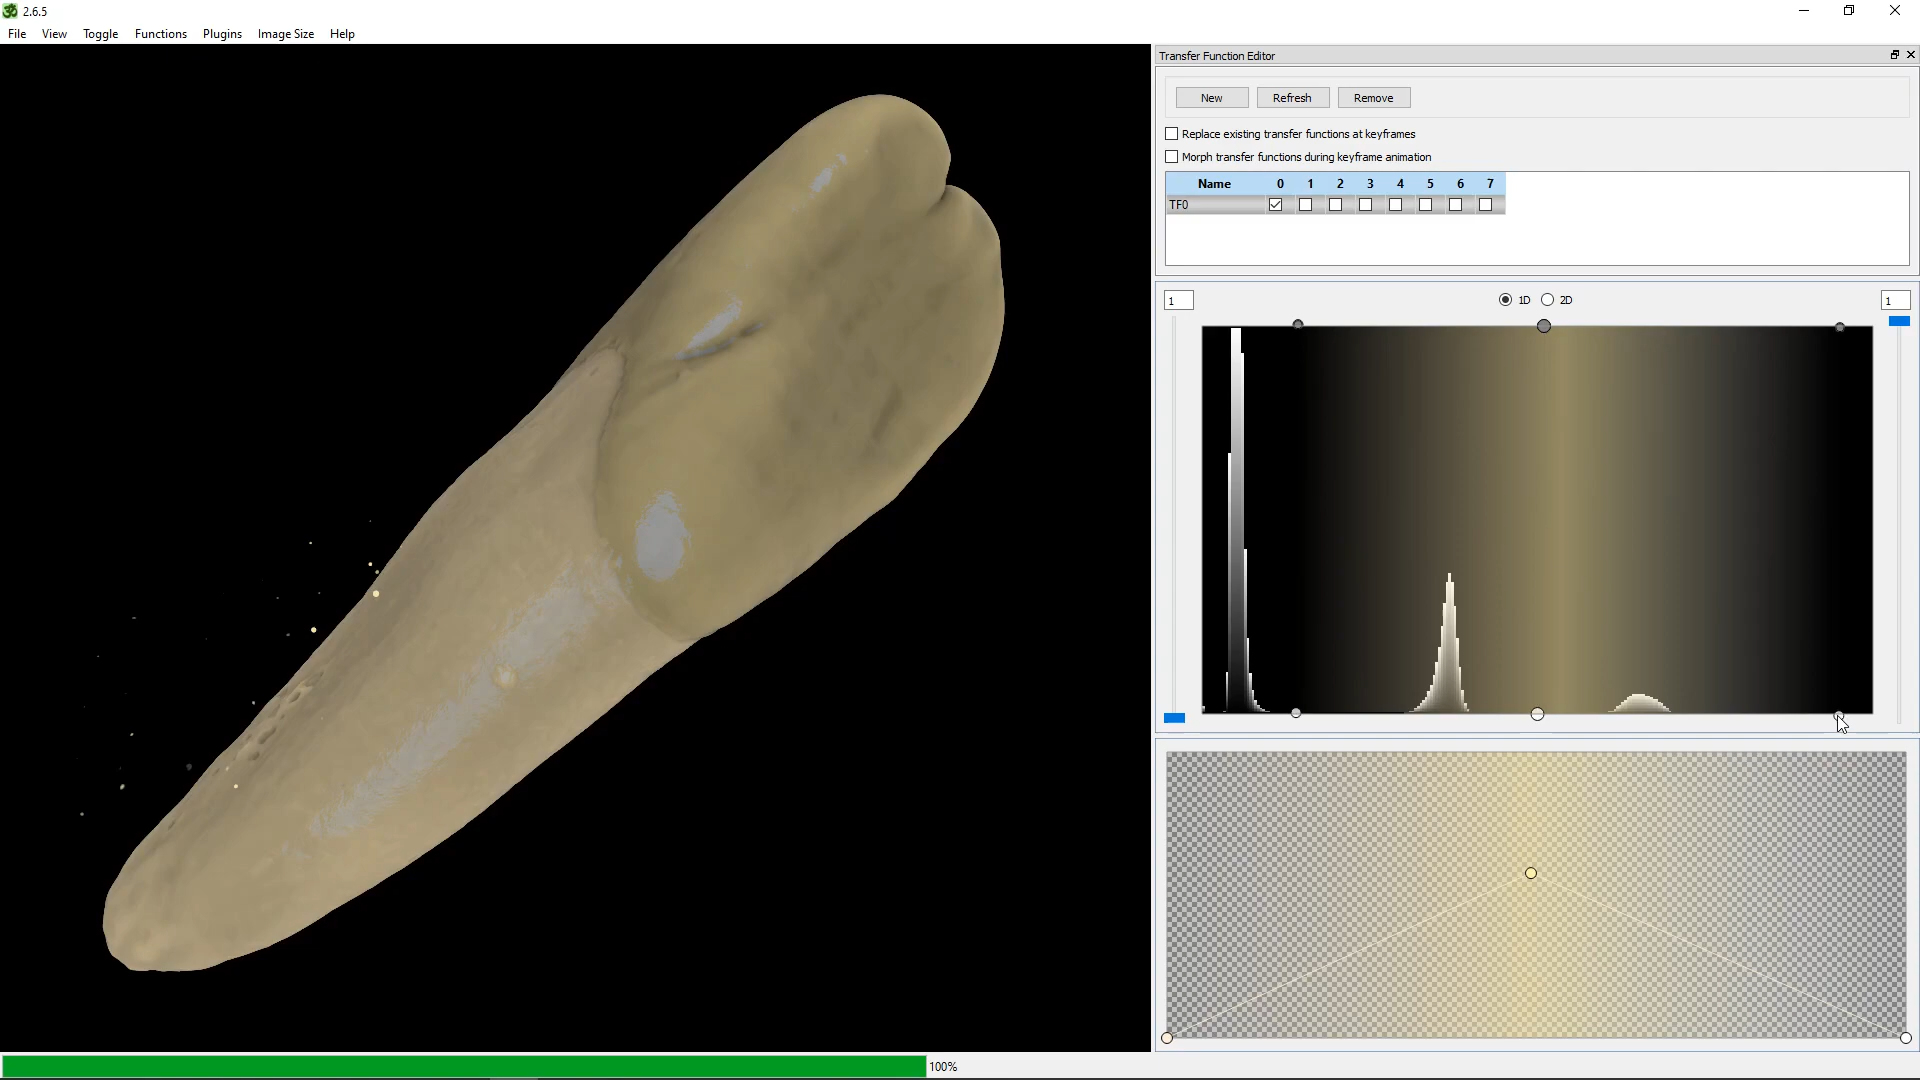 2.6.5
File View Toggle Functions Plugins Image Size Help
Transfer Function Editor
New Refresh Remove
Replace existing transfer functions at keyframes
Morph transfer functions during keyframe animation
Name 0 1 2 3 4 5 6 7
TF0
1 1D 2D 1
100%